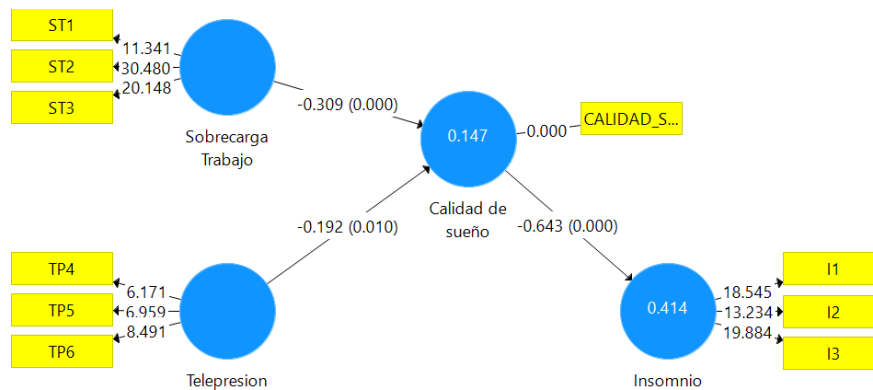 ST1
11.341
ST2
30.480
ST3
20.148
Sobrecarga
Trabajo
-0.309 (0.000)
0.147
Calidad de
sueño
0.000
CALIDAD_S...
-0.192 (0.010)
-0.643 (0.000)
TP4
6.171
TP5
6.959
TP6
8.491
Telepresion
0.414
Insomnio
18.545
I1
13.234
I2
19.884
I3